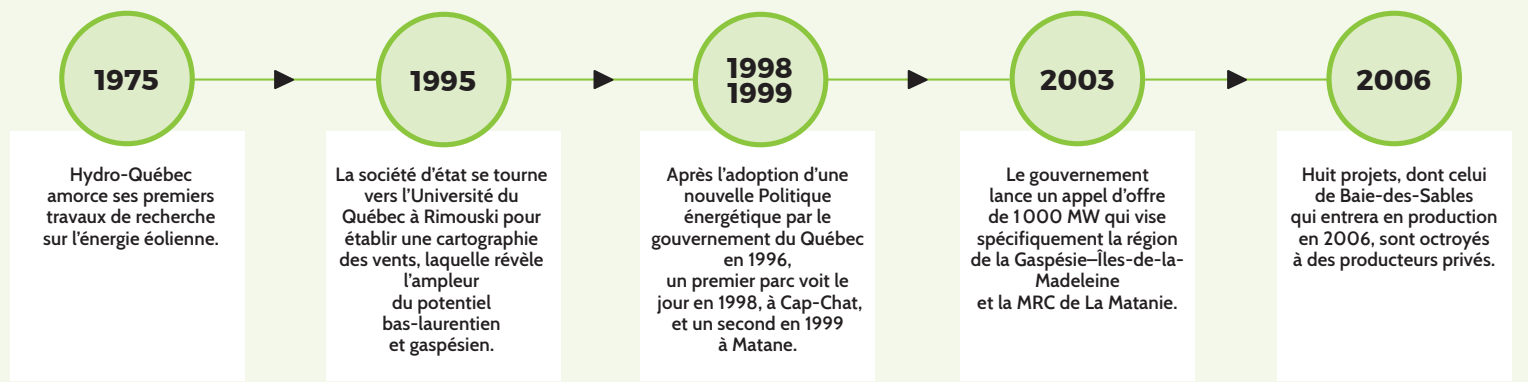 1975
Hydro-Québec
amorce ses premiers
travaux de recherche
sur l'énergie éolienne.
1995
La société d'état se tourne
vers l'Université du
Québec à Rimouski pour
établir une cartographie
des vents, laquelle révèle
l'ampleur
du potentiel
bas-laurentien
et gaspésien.
1998
1999
Après l'adoption d'une
nouvelle Politique
énergétique par le
gouvernement du Québec
en 1996,
un premier parc voit le
jour en 1998, à Cap-Chat,
et un second en 1999
à Matane.
2003
Le gouvernement
lance un appel d'offre
de 1 000 MW qui vise
spécifiquement la région
de la Gaspésie–Îles-de-la-
Madeleine
et la MRC de La Matanie.
2006
Huit projets, dont celui
de Baie-des-Sables
qui entrera en production
en 2006, sont octroyés
à des producteurs privés.